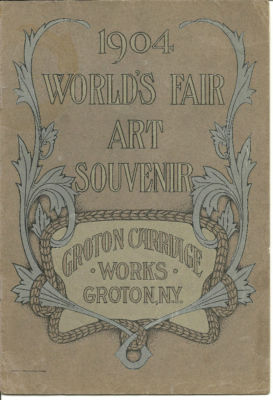 1904
WORLD'S FAIR
ART
SOUVENIR
GROTON CARRIAGE
· WORKS ·
GROTON, N.Y.